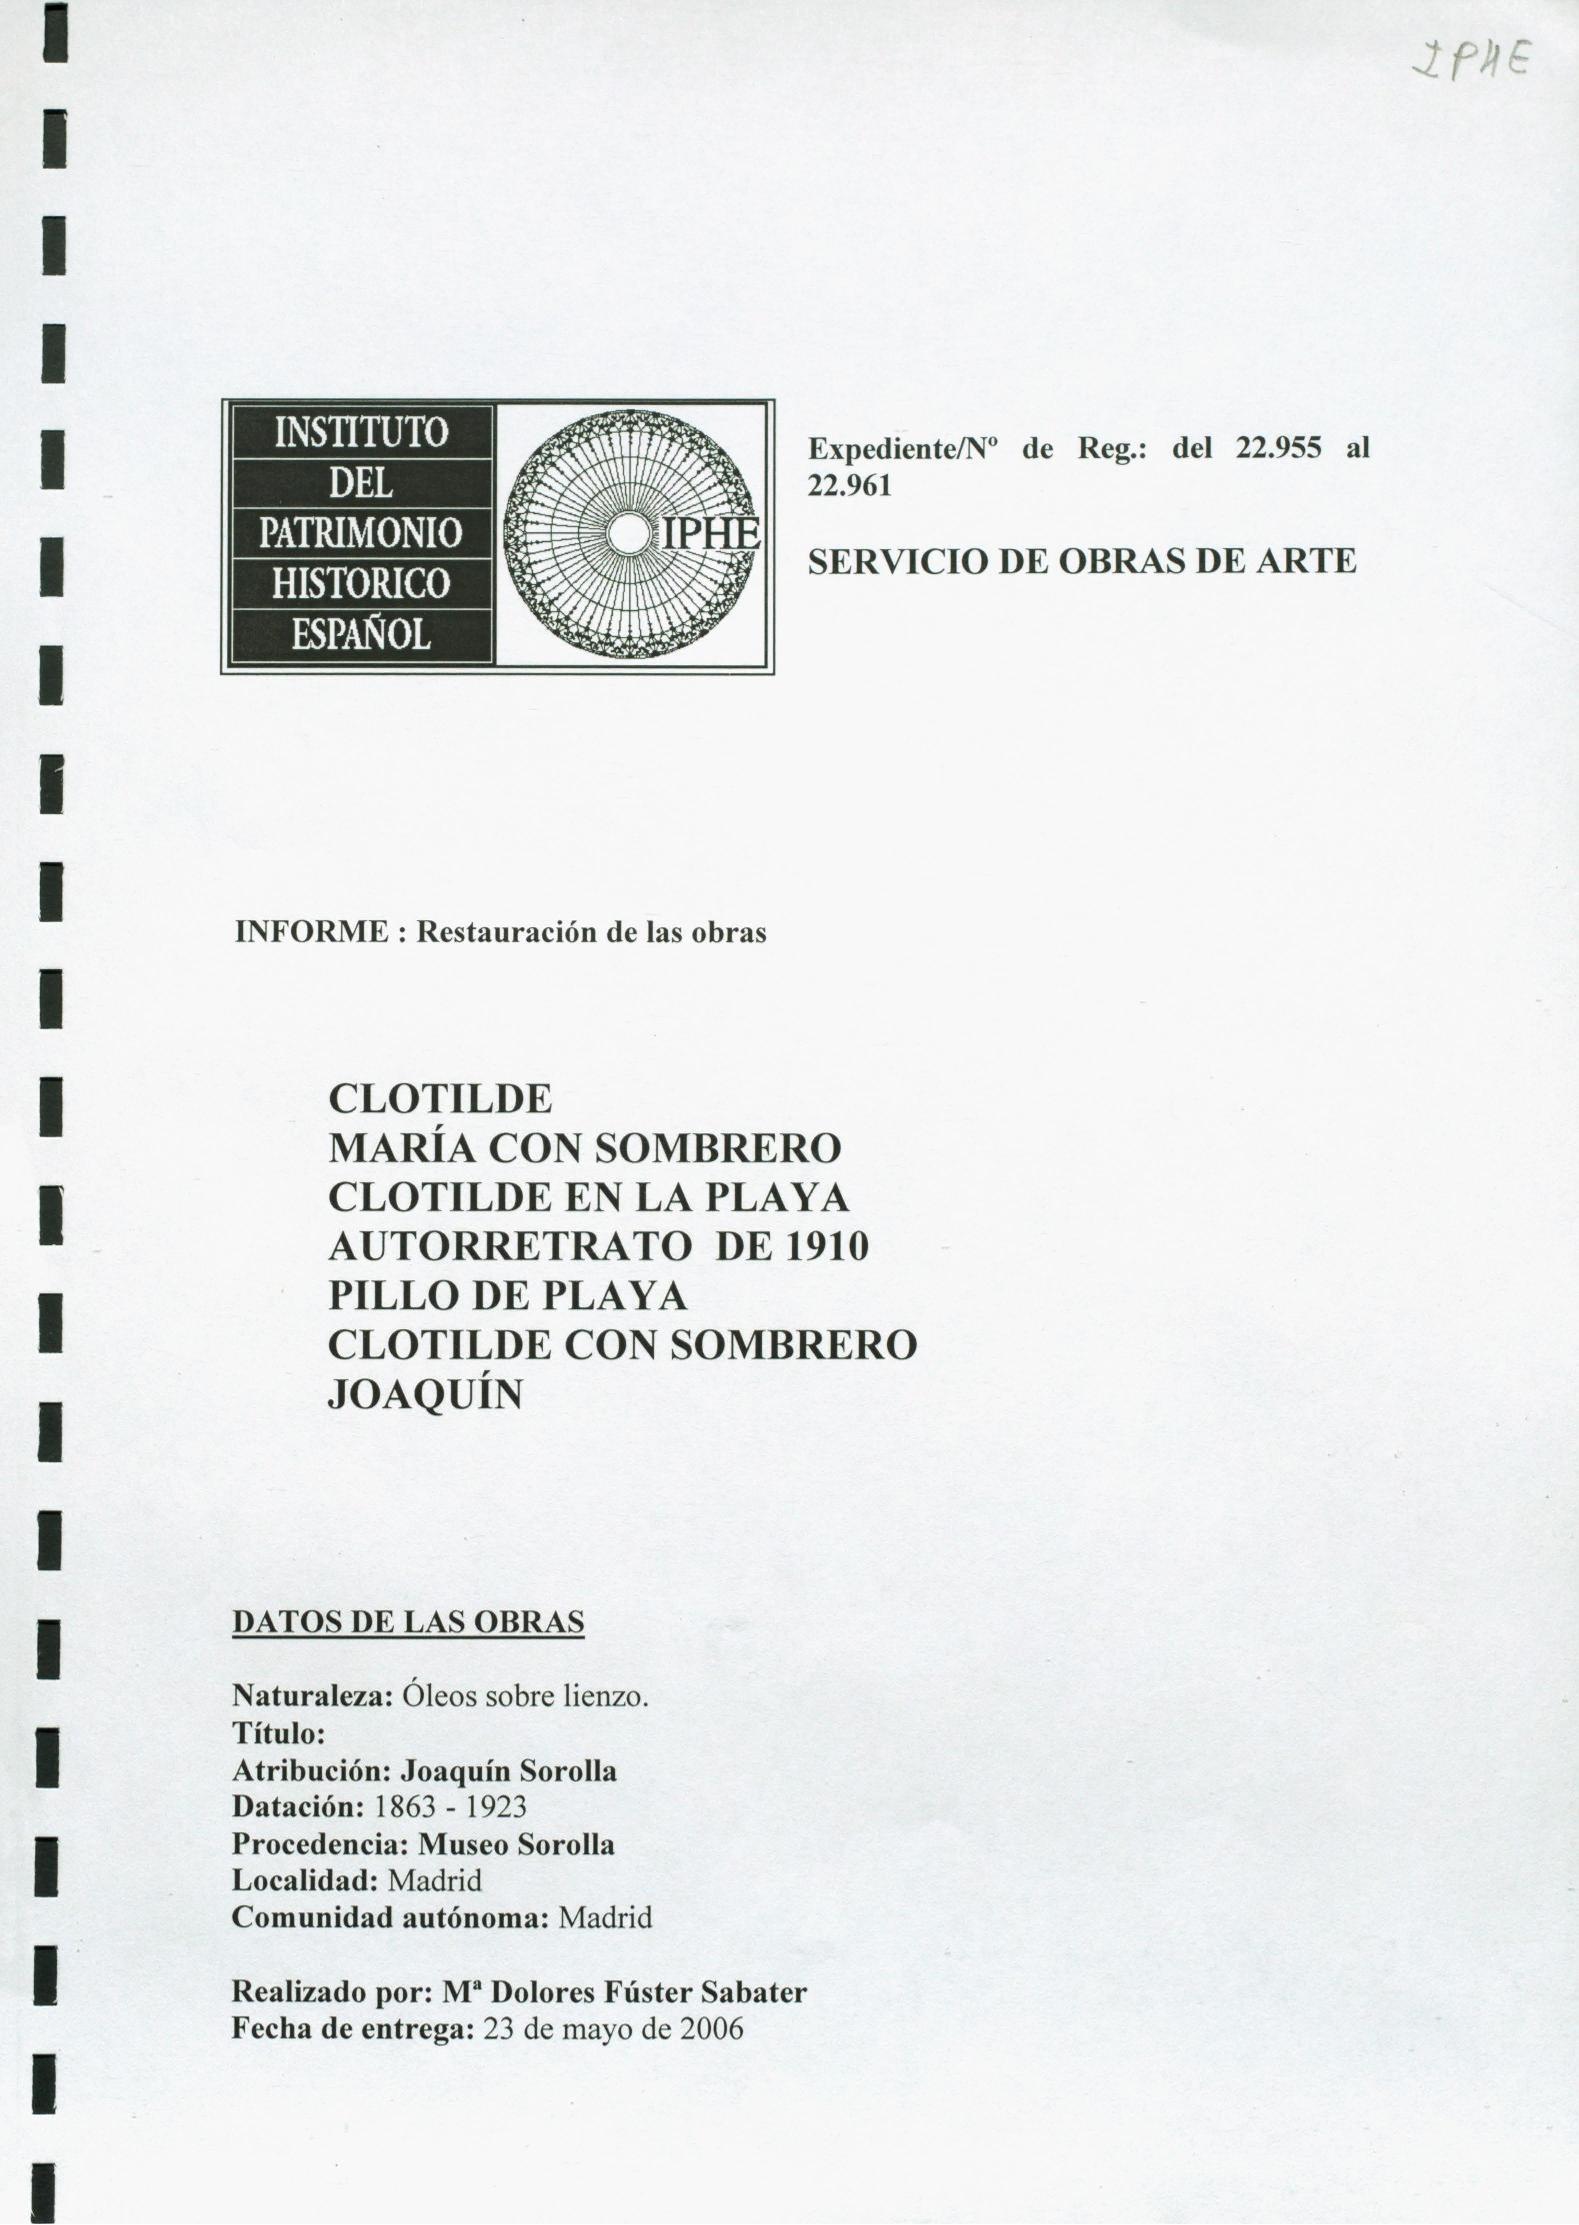 IPHE
INSTITUTO
DEL
PATRIMONIO
HISTORICO
ESPAÑOL
IPHE
Expediente/Nº de Reg.: del 22.955 al
22.961
SERVICIO DE OBRAS DE ARTE
INFORME : Restauración de las obras
CLOTILDE
MARÍA CON SOMBRERO
CLOTILDE EN LA PLAYA
AUTORRETRATO DE 1910
PILLO DE PLAYA
CLOTILDE CON SOMBRERO
JOAQUÍN
DATOS DE LAS OBRAS
Naturaleza: Óleos sobre lienzo.
Título:
Atribución: Joaquín Sorolla
Datación: 1863 - 1923
Procedencia: Museo Sorolla
Localidad: Madrid
Comunidad autónoma: Madrid
Realizado por: Mª Dolores Fúster Sabater
Fecha de entrega: 23 de mayo de 2006